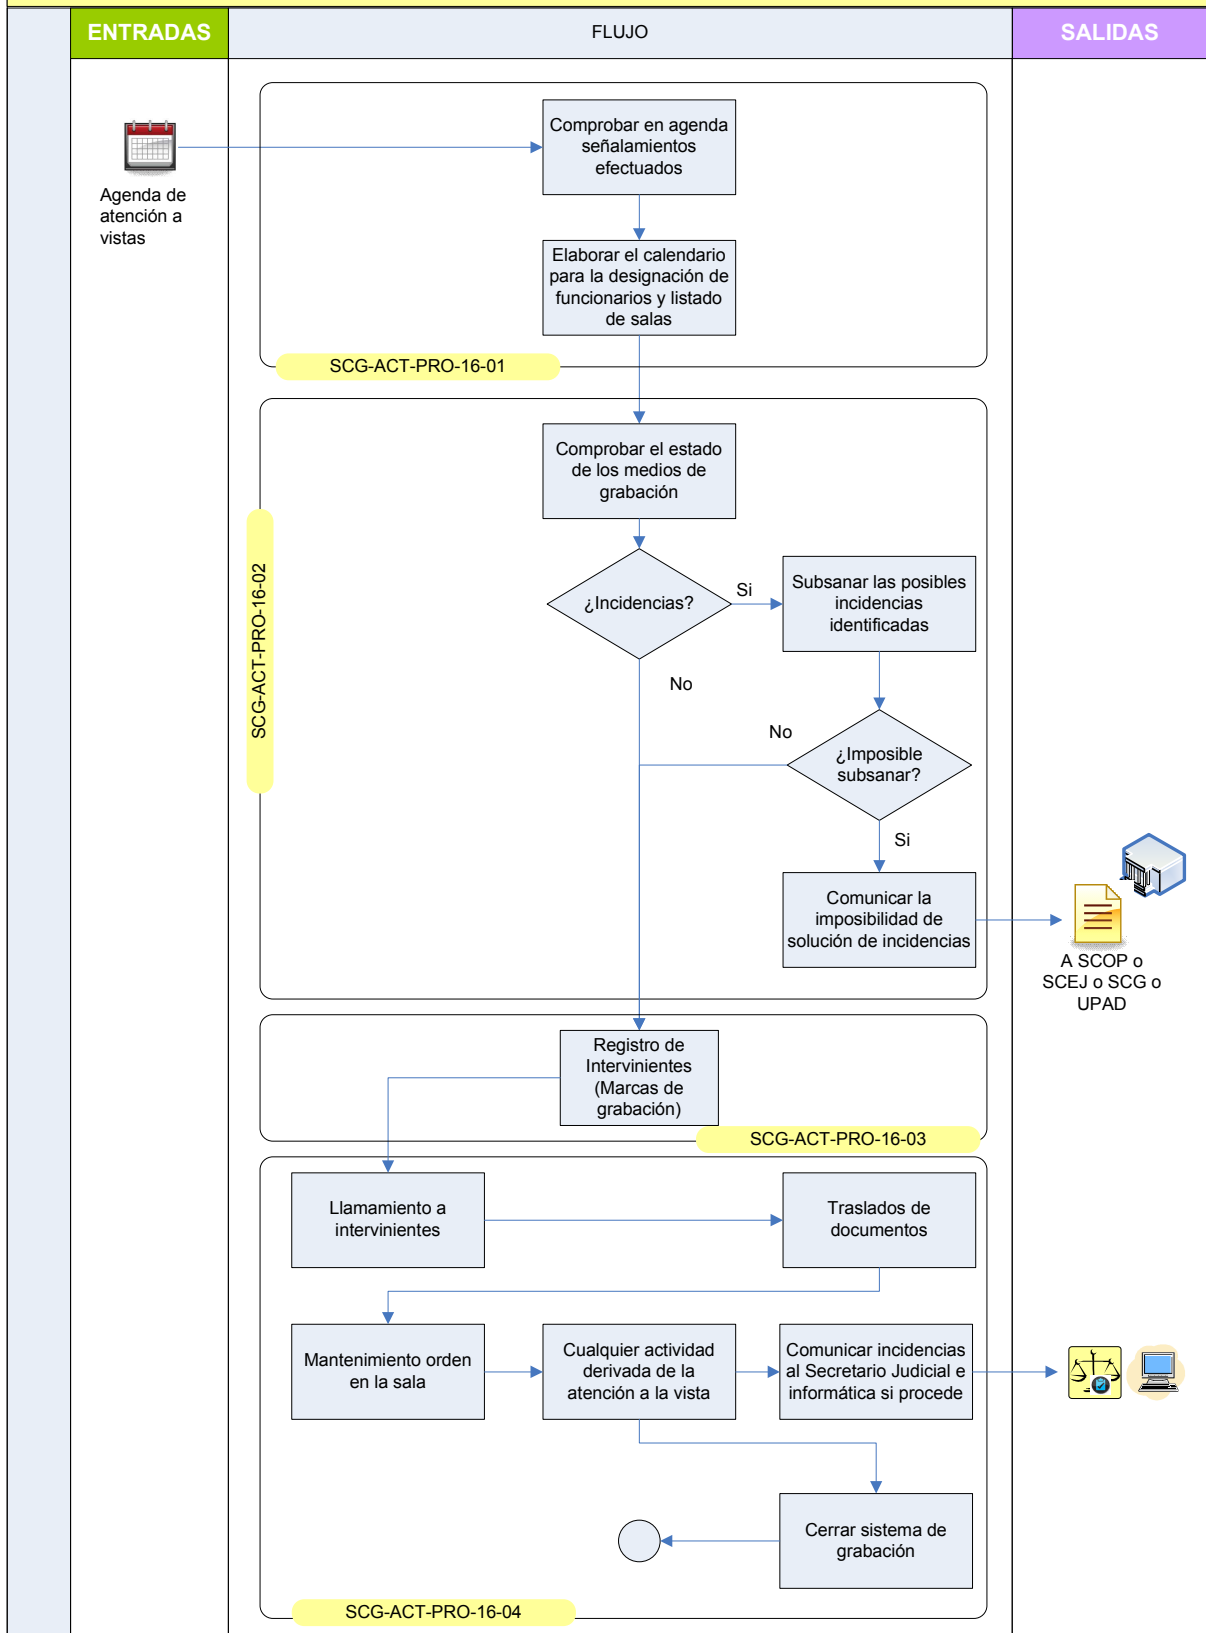 ENTRADAS
FLUJO
SALIDAS
Agenda de
atención a
vistas
Comprobar en agenda
señalamientos
efectuados
Elaborar el calendario
para la designación de
funcionarios y listado
de salas
SCG-ACT-PRO-16-01
Comprobar el estado
de los medios de
grabación
SCG-ACT-PRO-16-02
¿Incidencias?
Si
Subsanar las posibles
incidencias
identificadas
No
No
¿Imposible
subsanar?
Si
Comunicar la
imposibilidad de
solución de incidencias
A SCOP o
SCEJ o SCG o
UPAD
Registro de
Intervinientes
(Marcas de
grabación)
SCG-ACT-PRO-16-03
Llamamiento a
intervinientes
Traslados de
documentos
Mantenimiento orden
en la sala
Cualquier actividad
derivada de la
atención a la vista
Comunicar incidencias
al Secretario Judicial e
informática si procede
Cerrar sistema de
grabación
SCG-ACT-PRO-16-04